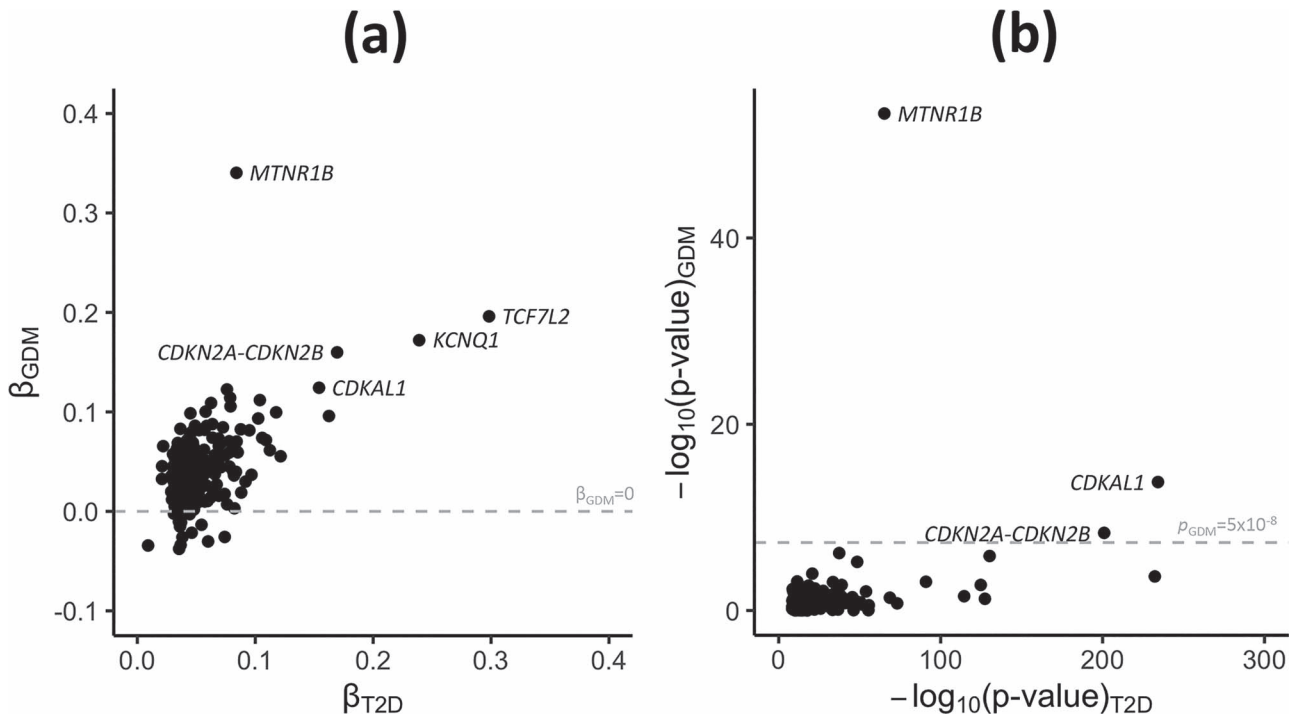 (a)
0.4
0.3
0.2
0.1
0.0
-0.1
βGDM
MTNR1B
TCF7L2
KCNQ1
CDKN2A-CDKN2B
CDKAL1
βGDM=0
0.0 0.1 0.2 0.3 0.4
βT2D
(b)
40
20
0
−log10(p-value)GDM
MTNR1B
CDKAL1
CDKN2A-CDKN2B
pGDM=5x10-8
0 100 200 300
−log10(p-value)T2D